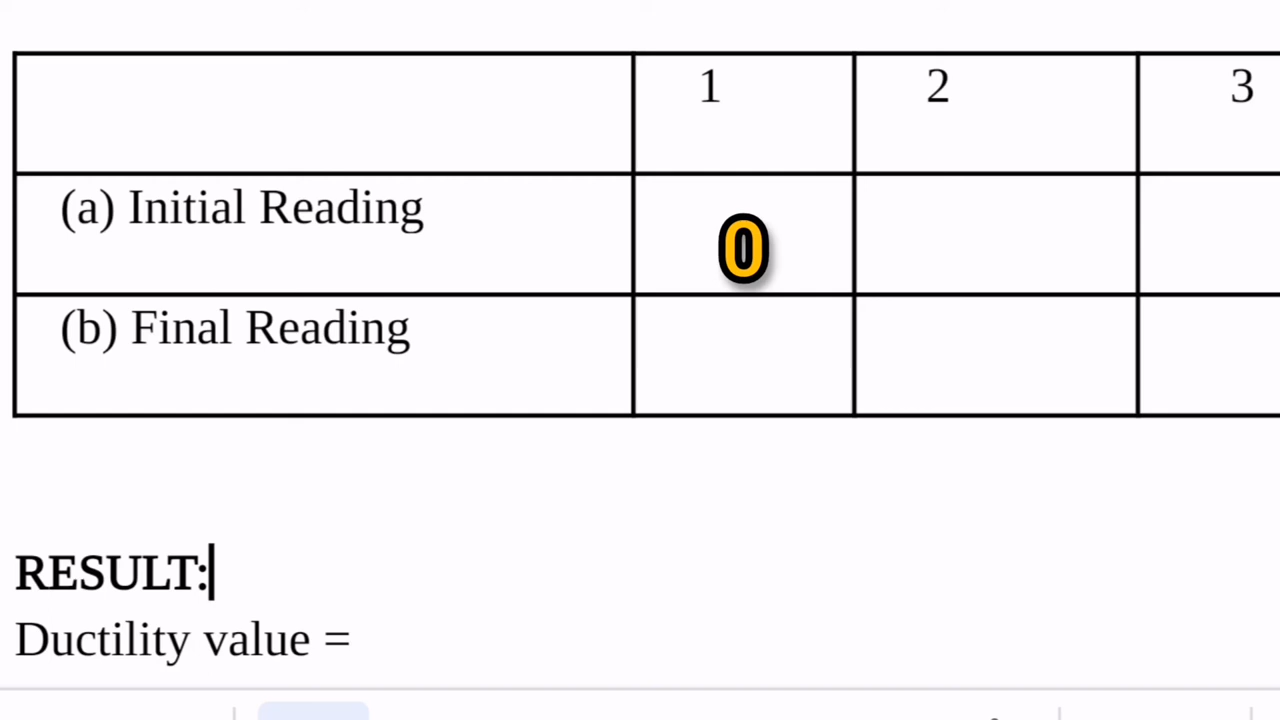 1 2 3
(a) Initial Reading 0
(b) Final Reading
RESULT:
Ductility value =